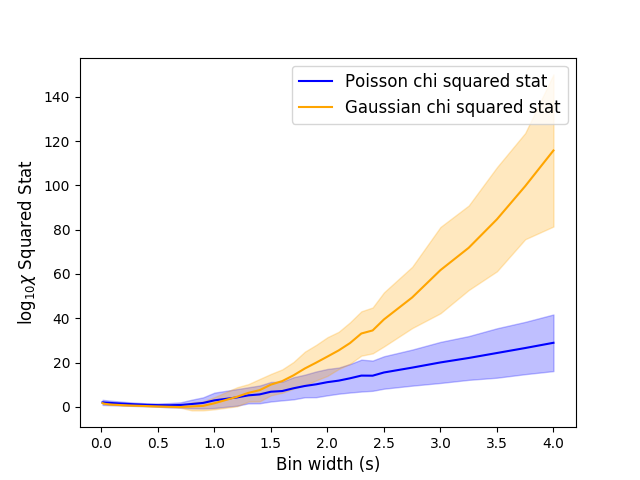 Poisson chi squared stat
Gaussian chi squared stat
log₁₀χ Squared Stat
140
120
100
80
60
40
20
0
0.0 0.5 1.0 1.5 2.0 2.5 3.0 3.5 4.0
Bin width (s)